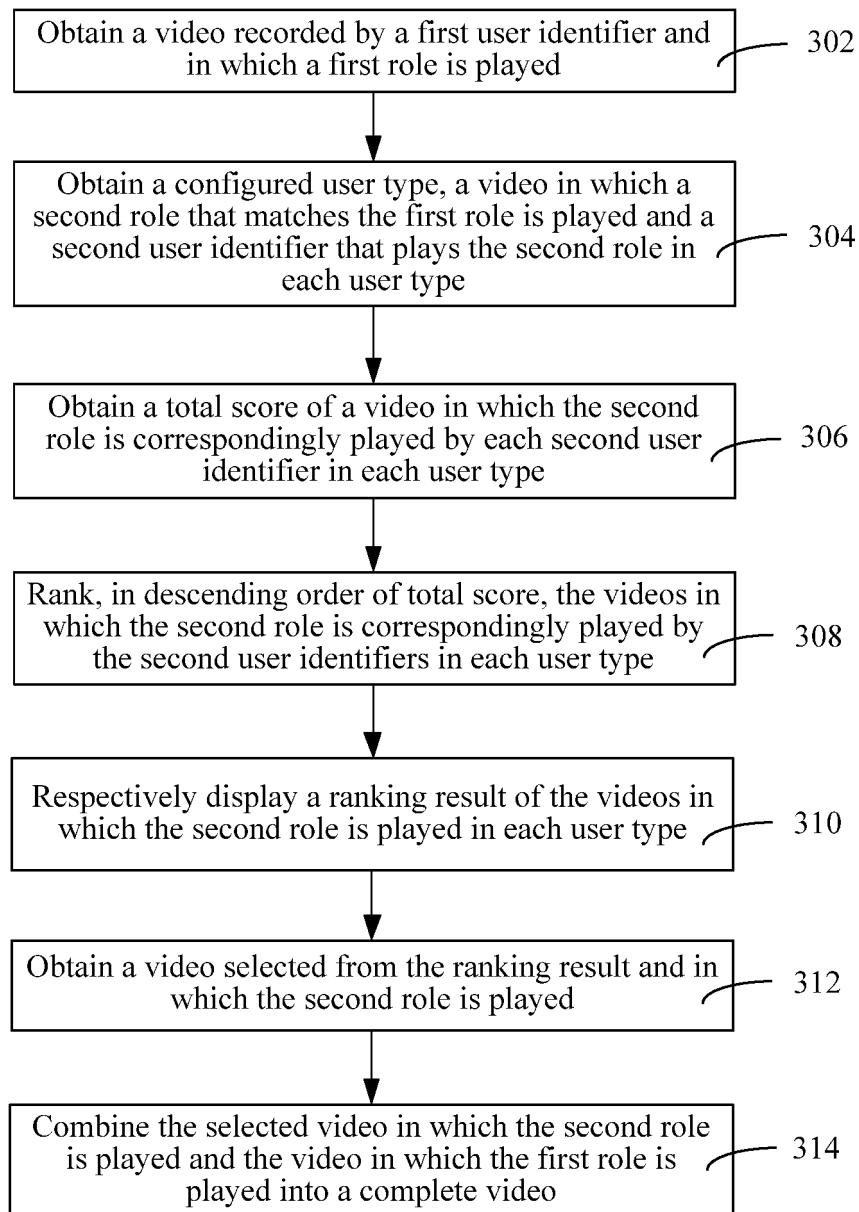 Obtain a video recorded by a first user identifier and
in which a first role is played
302
Obtain a configured user type, a video in which a
second role that matches the first role is played and a
second user identifier that plays the second role in
each user type
304
Obtain a total score of a video in which the second
role is correspondingly played by each second user
identifier in each user type
306
Rank, in descending order of total score, the videos in
which the second role is correspondingly played by
the second user identifiers in each user type
308
Respectively display a ranking result of the videos in
which the second role is played in each user type
310
Obtain a video selected from the ranking result and in
which the second role is played
312
Combine the selected video in which the second role
is played and the video in which the first role is
played into a complete video
314